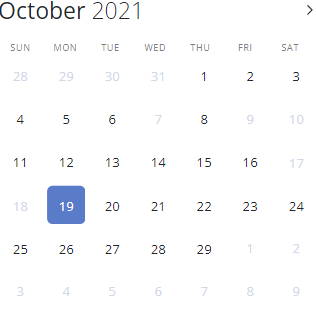 October 2021
SUN MON TUE WED THU FRI SAT
28 29 30 31 1 2 3
4 5 6 7 8 9 10
11 12 13 14 15 16 17
18 19 20 21 22 23 24
25 26 27 28 29 1 2
3 4 5 6 7 8 9